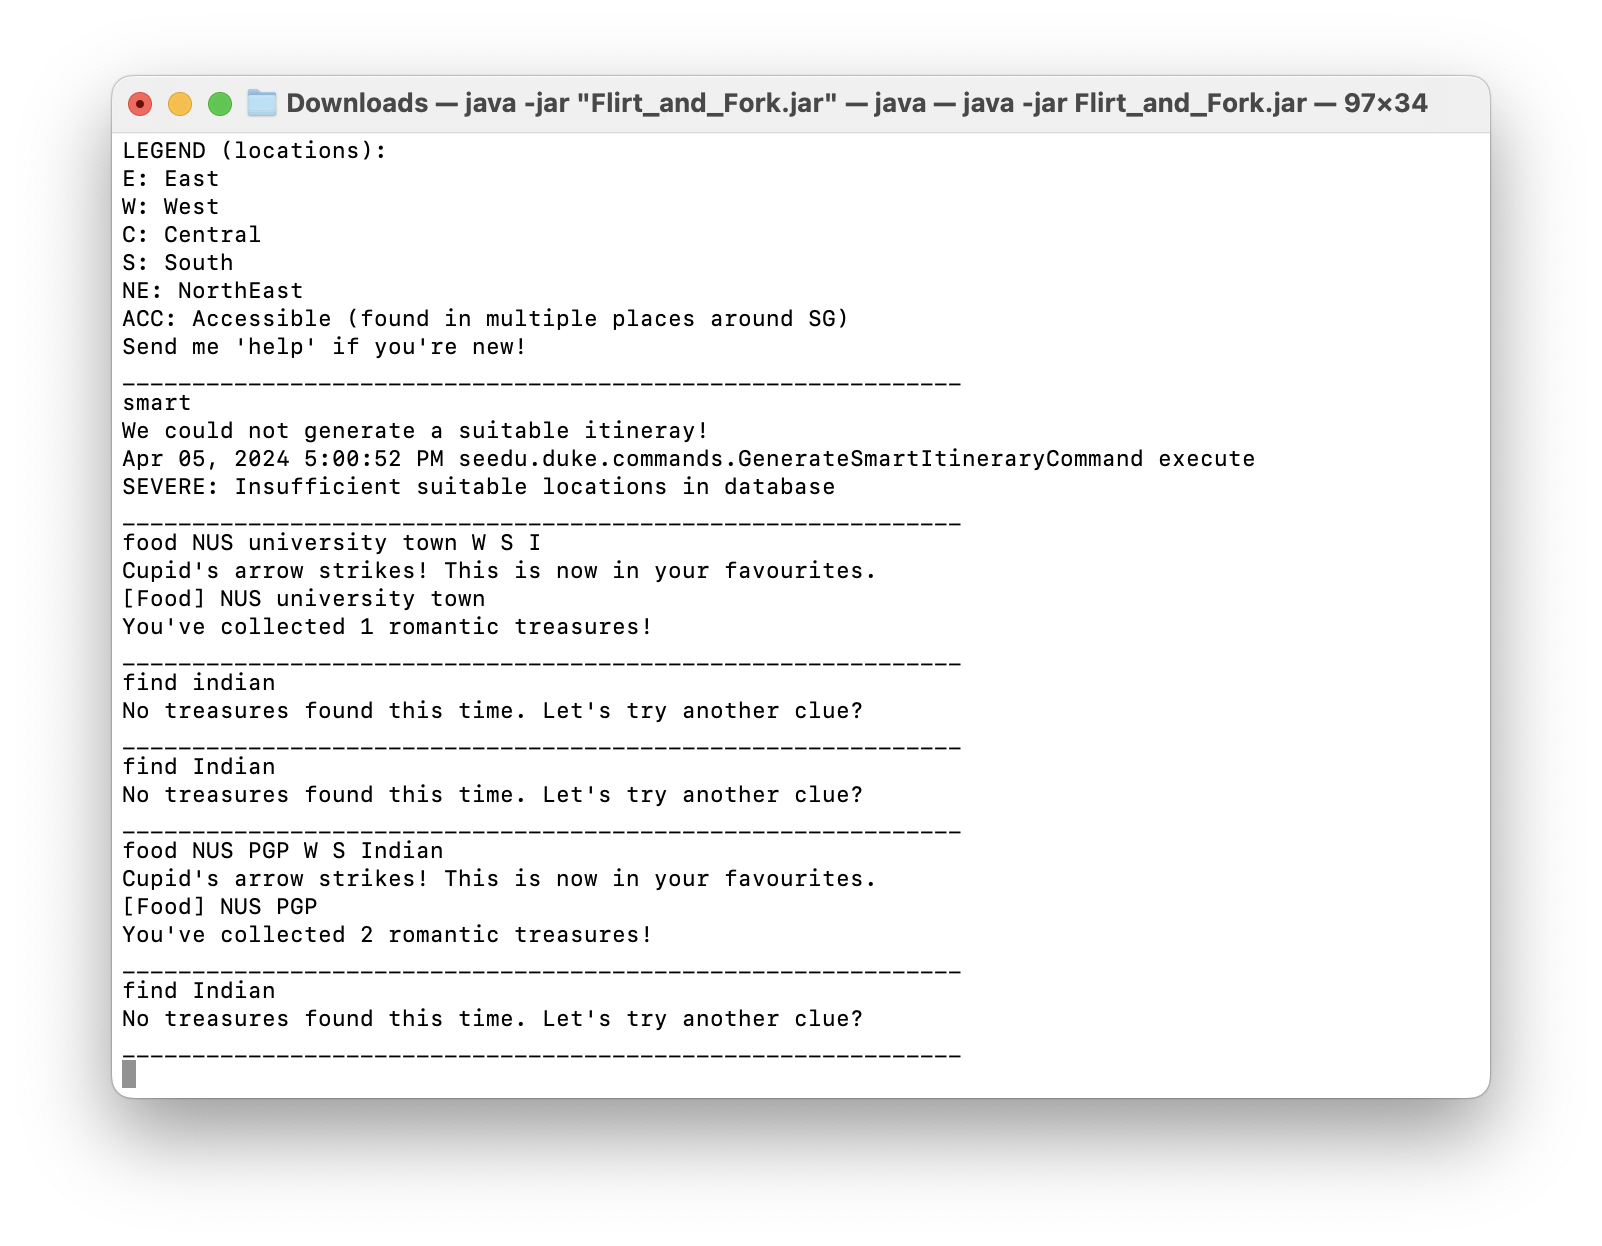 Downloads — java -jar "Flirt_and_Fork.jar" — java — java -jar Flirt_and_Fork.jar — 97×34
LEGEND (locations):
E: East
W: West
C: Central
S: South
NE: NorthEast
ACC: Accessible (found in multiple places around SG)
Send me 'help' if you're new!
____________________________________________________________
smart
We could not generate a suitable itineray!
Apr 05, 2024 5:00:52 PM seedu.duke.commands.GenerateSmartItineraryCommand execute
SEVERE: Insufficient suitable locations in database
____________________________________________________________
food NUS university town W S I
Cupid's arrow strikes! This is now in your favourites.
[Food] NUS university town
You've collected 1 romantic treasures!
____________________________________________________________
find indian
No treasures found this time. Let's try another clue?
____________________________________________________________
find Indian
No treasures found this time. Let's try another clue?
____________________________________________________________
food NUS PGP W S Indian
Cupid's arrow strikes! This is now in your favourites.
[Food] NUS PGP
You've collected 2 romantic treasures!
____________________________________________________________
find Indian
No treasures found this time. Let's try another clue?
____________________________________________________________